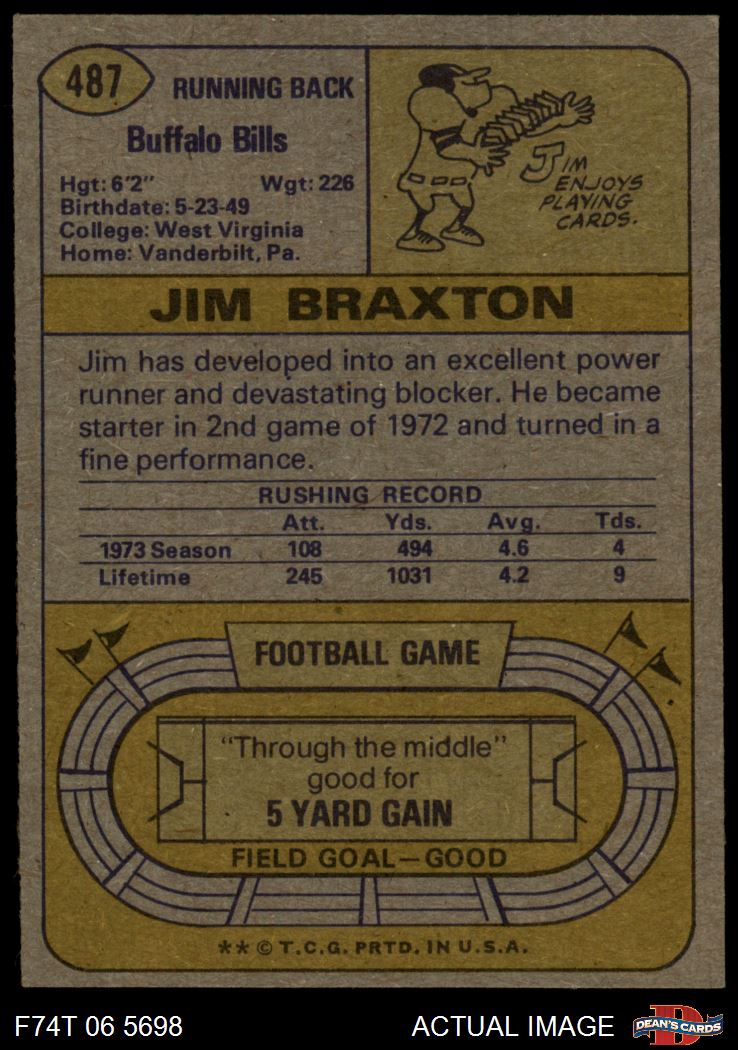 487
RUNNING BACK
Buffalo Bills
Hgt: 6'2" Wgt: 226
Birthdate: 5-23-49
College: West Virginia
Home: Vanderbilt, Pa.
JIM
ENJOYS
PLAYING
CARDS.
JIM BRAXTON
Jim has developed into an excellent power
runner and devastating blocker. He became
starter in 2nd game of 1972 and turned in a
fine performance.
RUSHING RECORD
Att. Yds. Avg. Tds.
1973 Season 108 494 4.6 4
Lifetime 245 1031 4.2 9
FOOTBALL GAME
"Through the middle"
good for
5 YARD GAIN
FIELD GOAL—GOOD
** © T.C.G. PRTD. IN U.S.A.
F74T 06 5698 ACTUAL IMAGE D DEAN'S CARDS